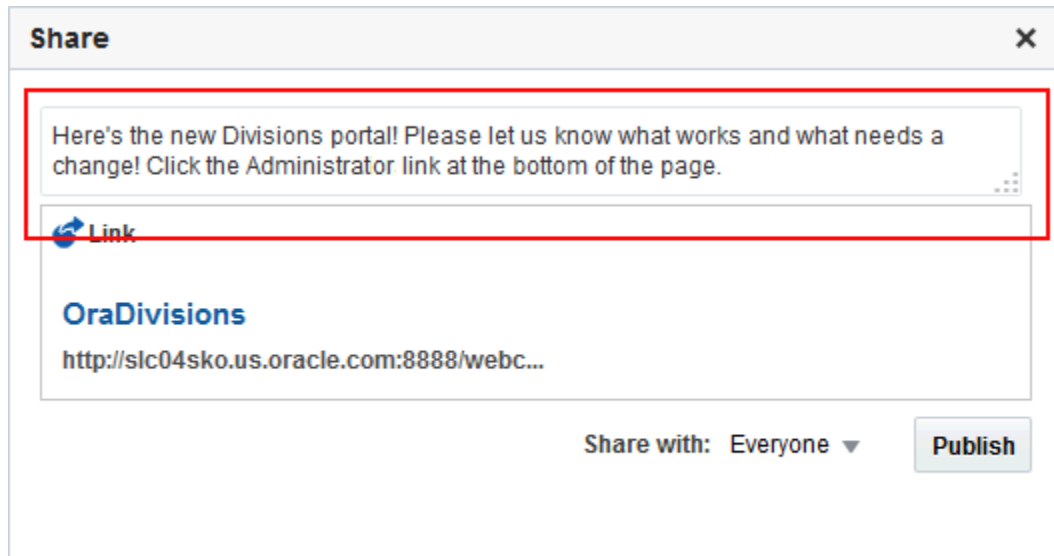 Share
Here's the new Divisions portal! Please let us know what works and what needs a
change! Click the Administrator link at the bottom of the page.
Link
OraDivisions
http://slc04sko.us.oracle.com:8888/webc...
Share with: Everyone
Publish